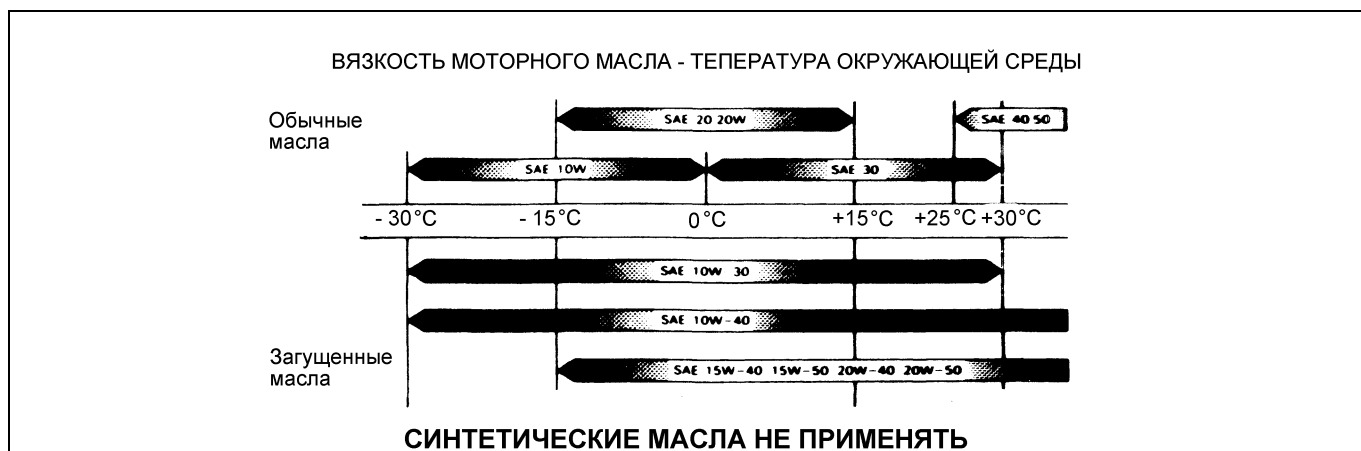 ВЯЗКОСТЬ МОТОРНОГО МАСЛА - ТЕПЕРАТУРА ОКРУЖАЮЩЕЙ СРЕДЫ
Обычные
масла
SAE 20 20W
SAE 40 50
SAE 10W
SAE 30
- 30°C
- 15°C
0°C
+15°C
+25°C
+30°C
SAE 10W 30
SAE 10W-40
Загущенные
масла
SAE 15W-40 15W-50 20W-40 20W-50
СИНТЕТИЧЕСКИЕ МАСЛА НЕ ПРИМЕНЯТЬ